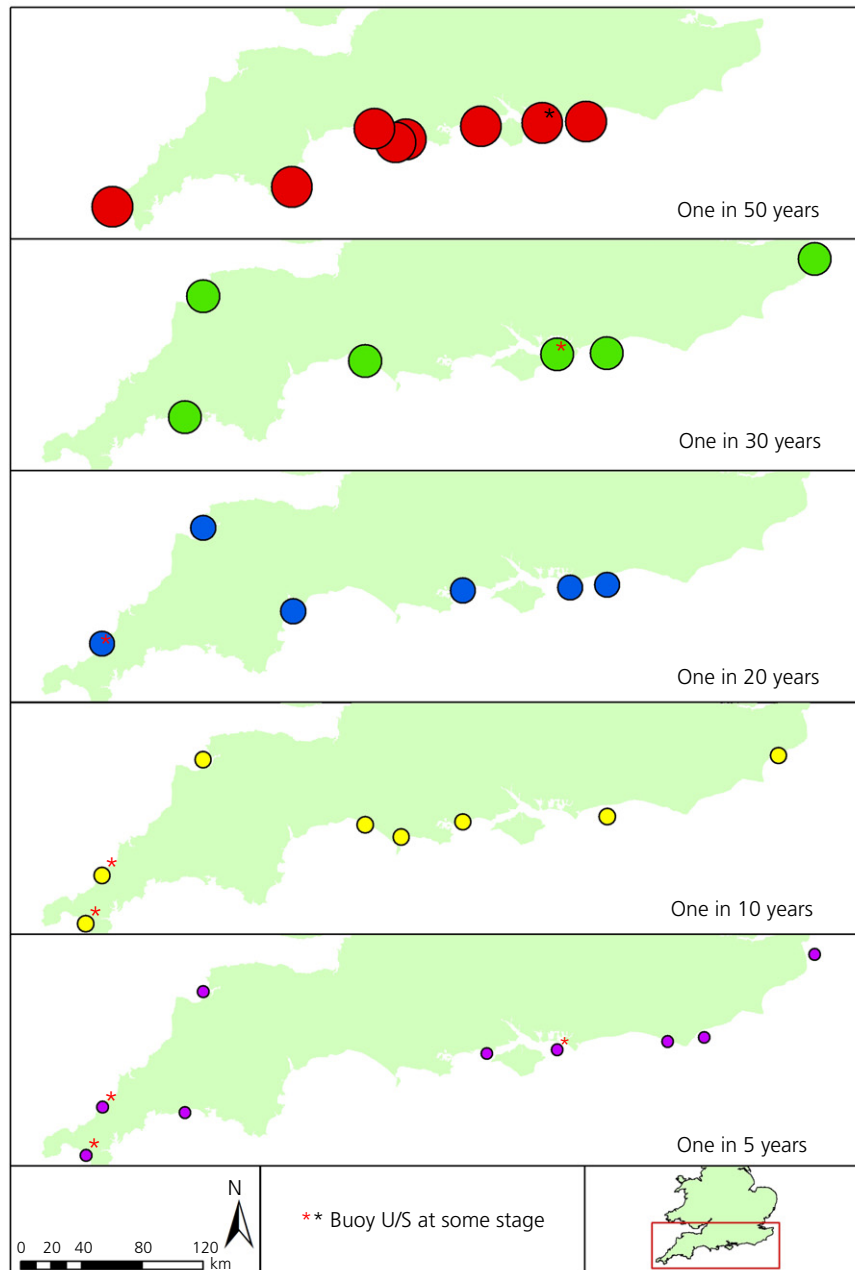 *
One in 50 years
*
One in 30 years
*
One in 20 years
*
*
One in 10 years
*
*
*
One in 5 years
N
** Buoy U/S at some stage
0 20 40 80 120
km